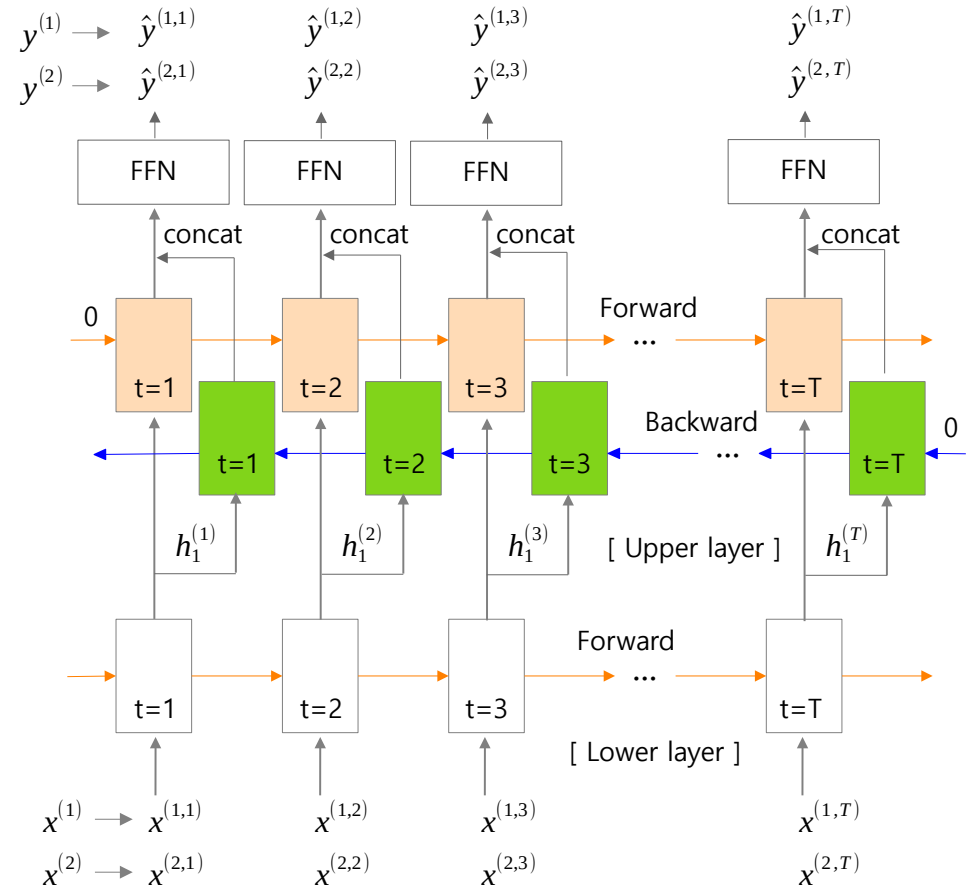 y^(1) → ŷ^(1,1) ŷ^(1,2) ŷ^(1,3) ŷ^(1,T)
y^(2) → ŷ^(2,1) ŷ^(2,2) ŷ^(2,3) ŷ^(2,T)
FFN FFN FFN FFN
concat concat concat concat
0 Forward
...
t=1 t=2 t=3 t=T
Backward 0
...
t=1 t=2 t=3 t=T
h_1^(1) h_1^(2) h_1^(3) [ Upper layer ] h_1^(T)
Forward
...
t=1 t=2 t=3 t=T
[ Lower layer ]
x^(1) → x^(1,1) x^(1,2) x^(1,3) x^(1,T)
x^(2) → x^(2,1) x^(2,2) x^(2,3) x^(2,T)